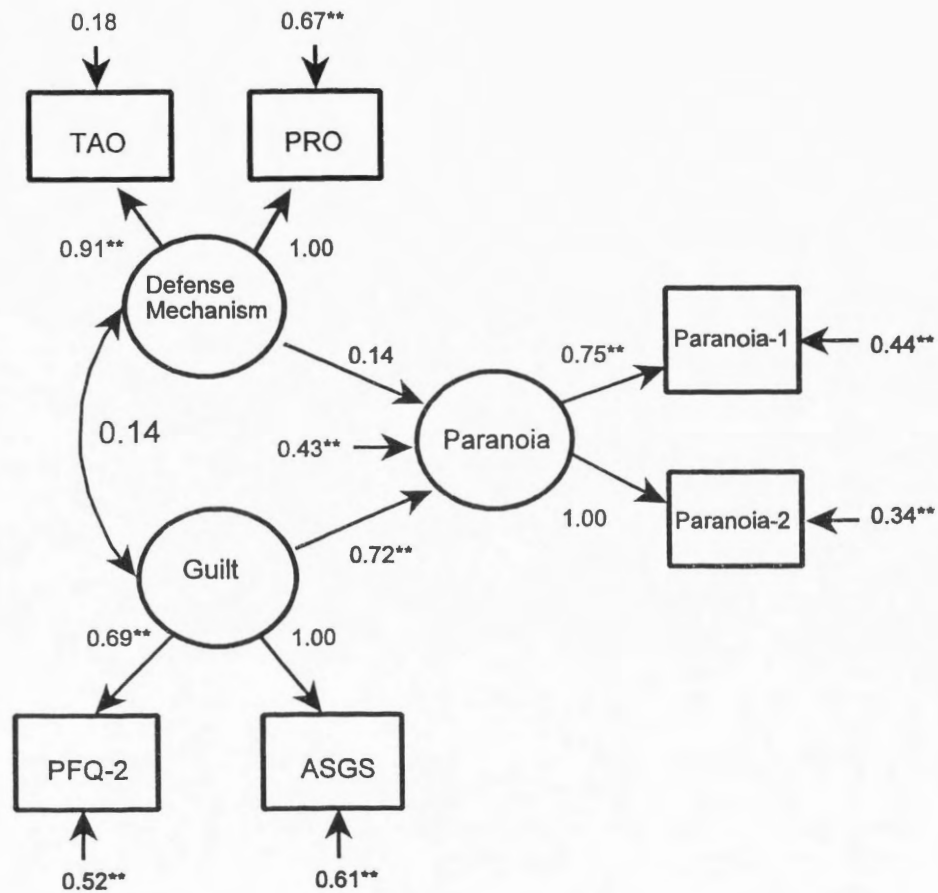 0.18
0.67**
TAO
PRO
0.91**
1.00
Defense
Mechanism
0.14
0.75**
Paranoia-1
0.44**
0.14
0.43**
Paranoia
1.00
Paranoia-2
0.34**
Guilt
0.72**
0.69**
1.00
PFQ-2
ASGS
0.52**
0.61**